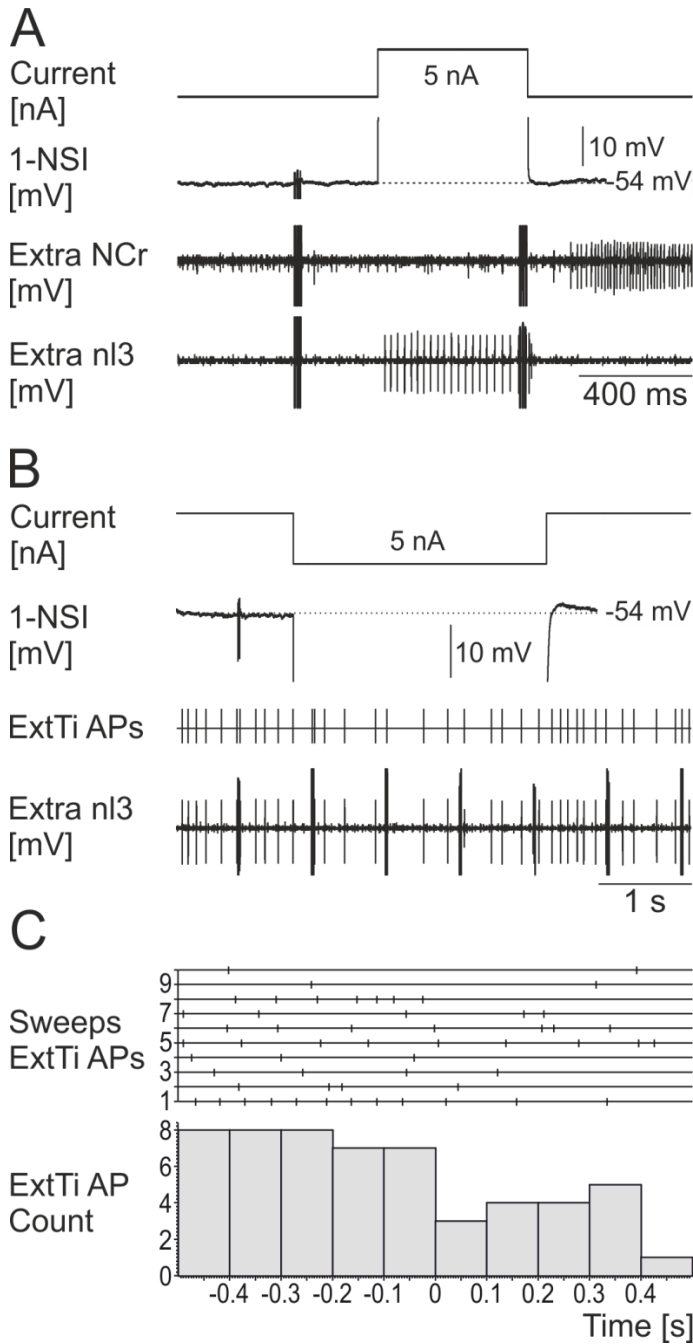 A
Current
[nA]
5 nA
1-NSI
[mV]
10 mV
-54 mV
Extra NCr
[mV]
Extra nl3
[mV]
400 ms
B
Current
[nA]
5 nA
1-NSI
[mV]
-54 mV
10 mV
ExtTi APs
Extra nl3
[mV]
1 s
C
Sweeps
ExtTi APs
9
7
5
3
1
ExtTi AP
Count
8
6
4
2
0
-0.4 -0.3 -0.2 -0.1 0 0.1 0.2 0.3 0.4
Time [s]